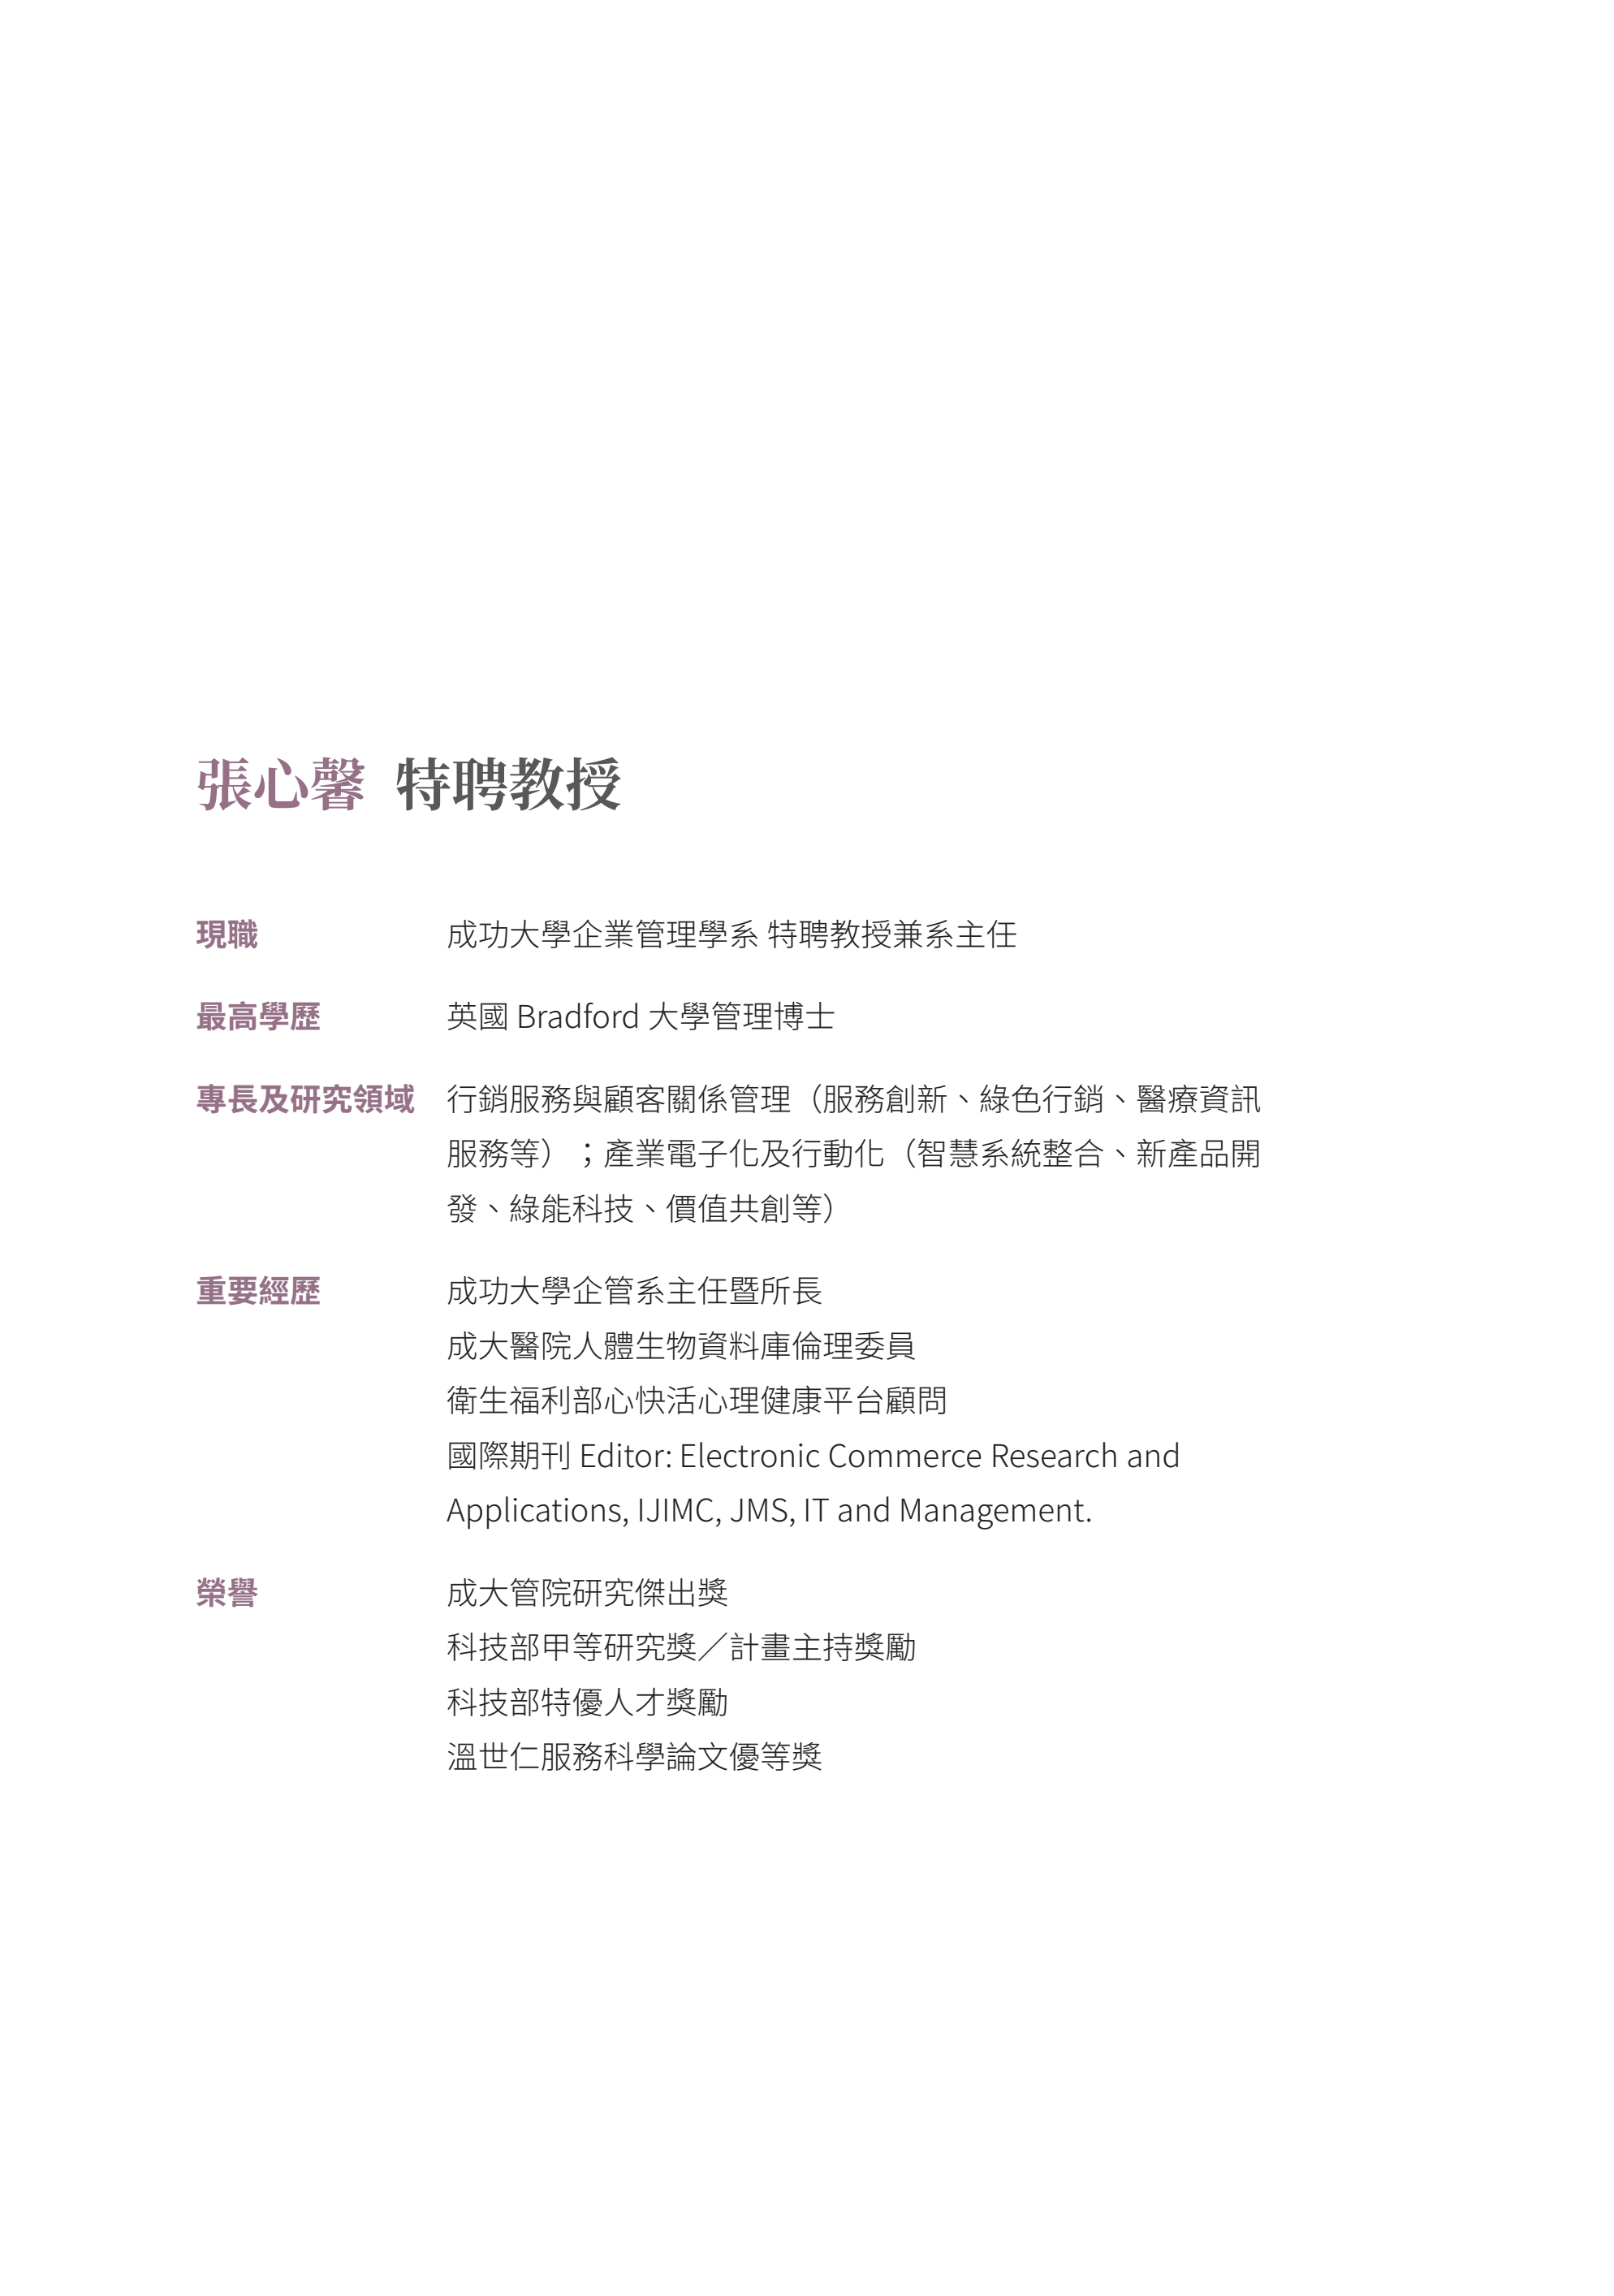 張心馨 特聘教授
現職 成功大學企業管理學系 特聘教授兼系主任
最高學歷 英國 Bradford 大學管理博士
專長及研究領域 行銷服務與顧客關係管理（服務創新、綠色行銷、醫療資訊
服務等）；產業電子化及行動化（智慧系統整合、新產品開
發、綠能科技、價值共創等）
重要經歷 成功大學企管系主任暨所長
成大醫院人體生物資料庫倫理委員
衛生福利部心快活心理健康平台顧問
國際期刊 Editor: Electronic Commerce Research and
Applications, IJIMC, JMS, IT and Management.
榮譽 成大管院研究傑出獎
科技部甲等研究獎／計畫主持獎勵
科技部特優人才獎勵
溫世仁服務科學論文優等獎